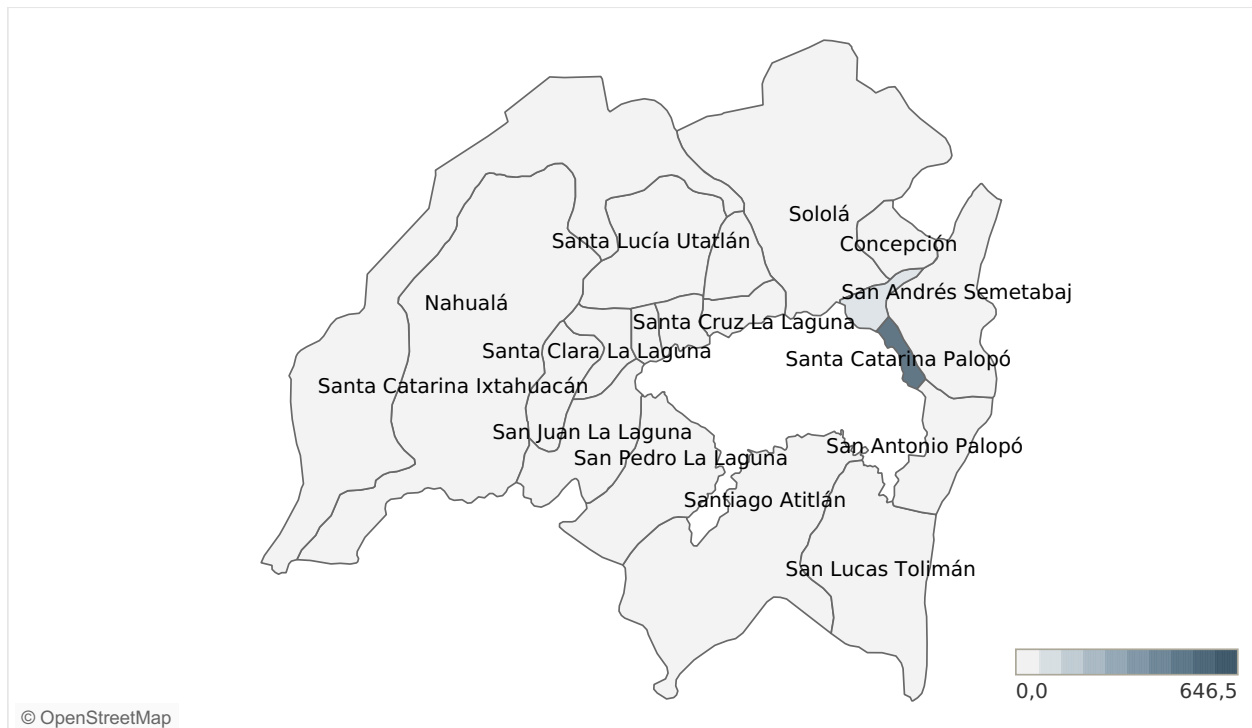 Sololá
Santa Lucía Utatlán
Concepción
San Andrés Semetabaj
Nahualá
Santa Cruz La Laguna
Santa Clara La Laguna
Santa Catarina Palopó
Santa Catarina Ixtahuacán
San Juan La Laguna
San Antonio Palopó
San Pedro La Laguna
Santiago Atitlán
San Lucas Tolimán
0,0 646,5
© OpenStreetMap